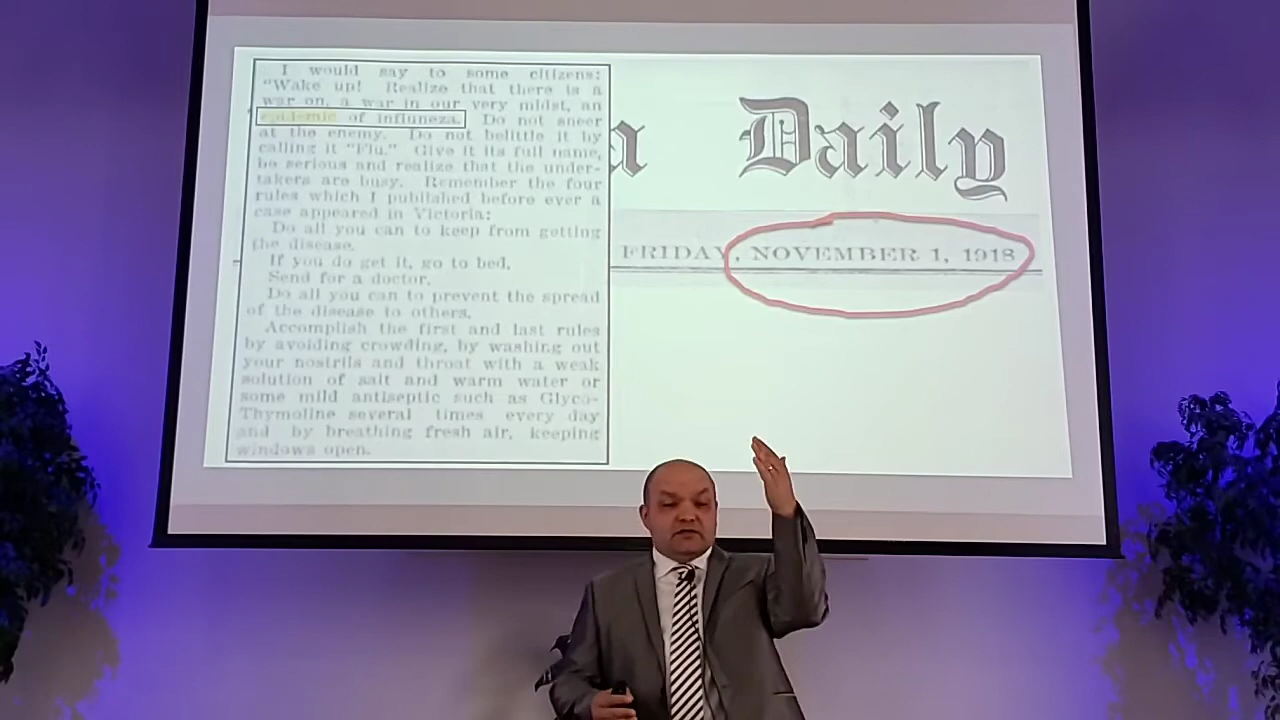 I would say to some citizens:
"Wake up! Realize that there is a
war on, a war in our very midst, an
epidemic of influneza. Do not sneer
at the enemy. Do not belittle it by
calling it "Flu." Give it its full name,
be serious and realize that the under-
takers are busy. Remember the four
rules which I published before ever a
case appeared in Victoria:
Do all you can to keep from getting
the disease.
If you do get it, go to bed.
Send for a doctor.
Do all you can to prevent the spread
of the disease to others.
Accomplish the first and last rules
by avoiding crowding, by washing out
your nostrils and throat with a weak
solution of salt and warm water or
some mild antiseptic such as Glyco-
Thymoline several times every day
and by breathing fresh air, keeping
windows open.
a Daily
FRIDAY, NOVEMBER 1, 1918